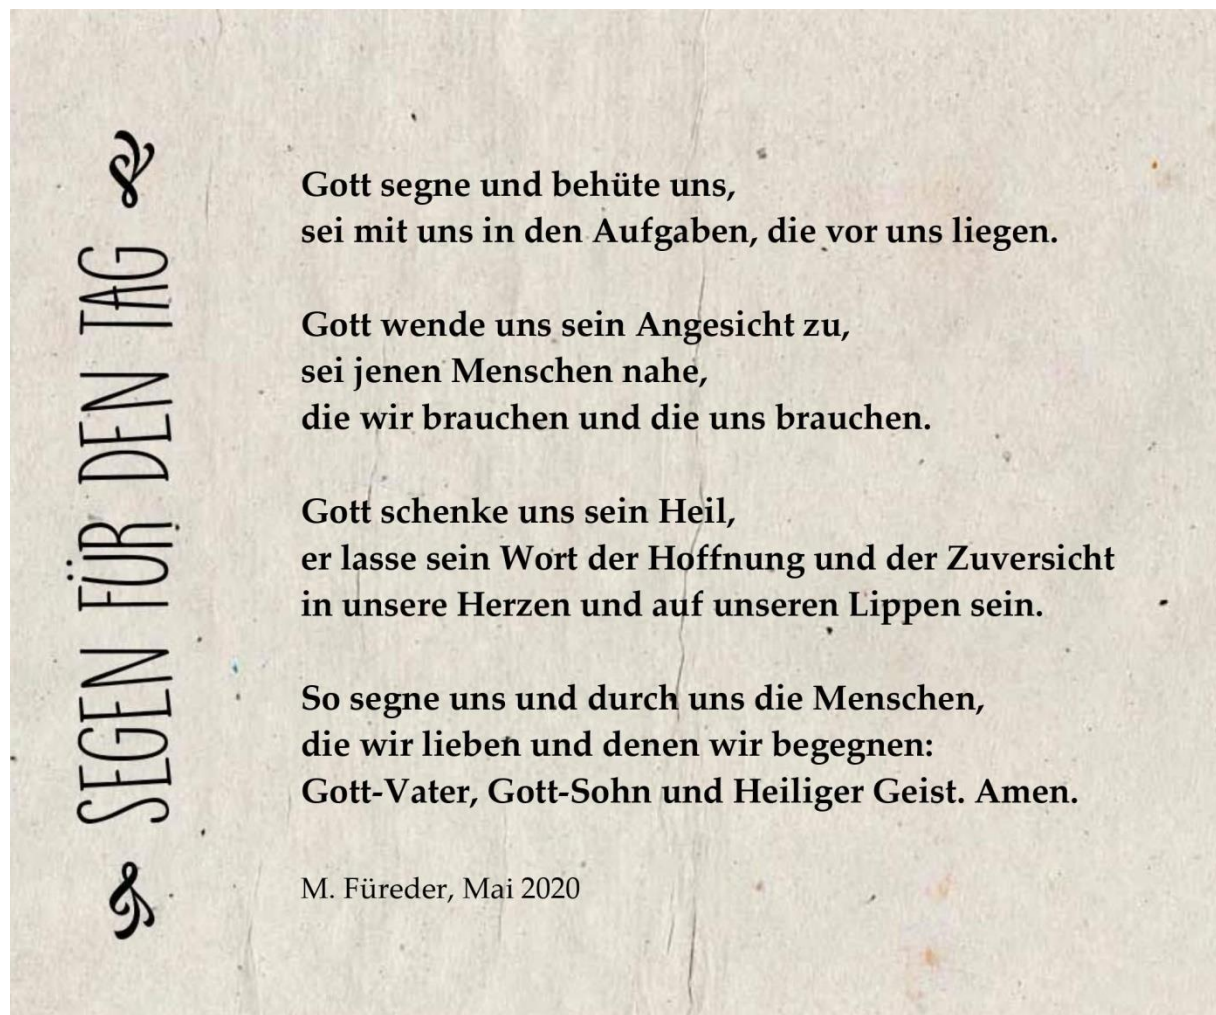 SEGEN FÜR DEN TAG
Gott segne und behüte uns,
sei mit uns in den Aufgaben, die vor uns liegen.
Gott wende uns sein Angesicht zu,
sei jenen Menschen nahe,
die wir brauchen und die uns brauchen.
Gott schenke uns sein Heil,
er lasse sein Wort der Hoffnung und der Zuversicht
in unsere Herzen und auf unseren Lippen sein.
So segne uns und durch uns die Menschen,
die wir lieben und denen wir begegnen:
Gott-Vater, Gott-Sohn und Heiliger Geist. Amen.
M. Füreder, Mai 2020